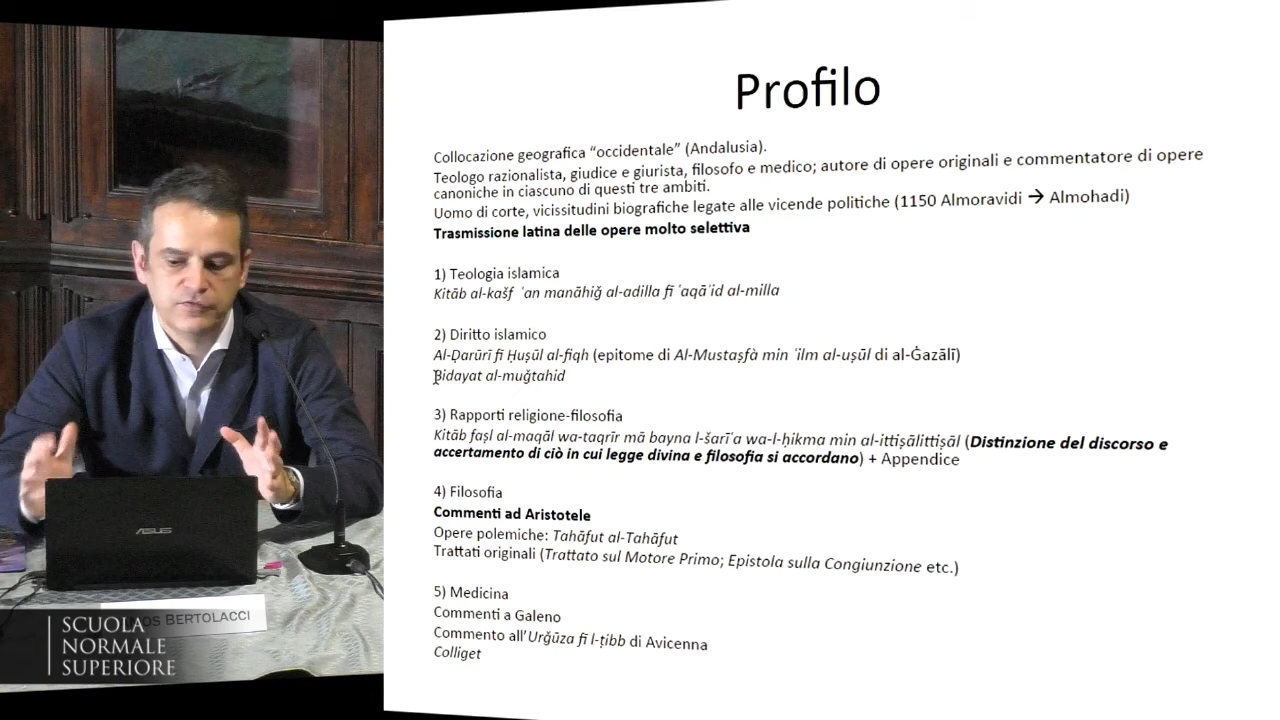 Profilo
Collocazione geografica “occidentale” (Andalusia).
Teologo razionalista, giudice e giurista, filosofo e medico; autore di opere originali e commentatore di opere
canoniche in ciascuno di questi tre ambiti.
Uomo di corte, vicissitudini biografiche legate alle vicende politiche (1150 Almoravidi → Almohadi)
Trasmissione latina delle opere molto selettiva
1) Teologia islamica
Kitāb al-kašf ʿan manāhiǧ al-adilla fī ʿaqāʾid al-milla
2) Diritto islamico
Al-Ḍarūrī fī Ḥuṣūl al-fiqh (epitome di Al-Mustaṣfà min ʿilm al-uṣūl di al-Ġazālī)
Bidayat al-muǧtahid
3) Rapporti religione-filosofia
Kitāb faṣl al-maqāl wa-taqrīr mā bayna l-šarīʿa wa-l-ḥikma min al-ittiṣālittiṣāl (Distinzione del discorso e
accertamento di ciò in cui legge divina e filosofia si accordano) + Appendice
4) Filosofia
Commenti ad Aristotele
Opere polemiche: Tahāfut al-Tahāfut
Trattati originali (Trattato sul Motore Primo; Epistola sulla Congiunzione etc.)
5) Medicina
Commenti a Galeno
Commento all’Urǧūza fī l-ṭibb di Avicenna
Colliget
ASUS
BERTOLACCI
SCUOLA
NORMALE
SUPERIORE